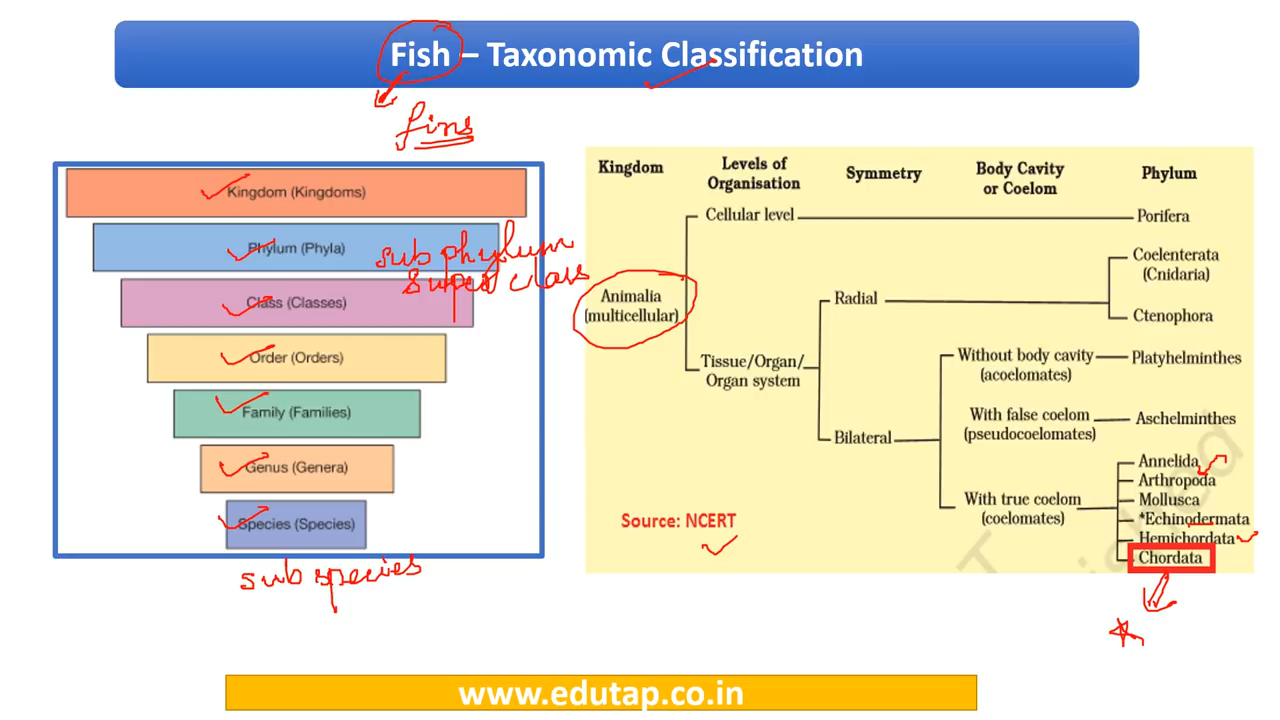 Fish – Taxonomic Classification
fins
Kingdom (Kingdoms)
Phylum (Phyla)
sub phylum
super class
Class (Classes)
Order (Orders)
Family (Families)
Genus (Genera)
Species (Species)
sub species
Kingdom
Levels of
Organisation
Symmetry
Body Cavity
or Coelom
Phylum
Cellular level
Porifera
Animalia
(multicellular)
Radial
Coelenterata
(Cnidaria)
Ctenophora
Tissue/Organ/
Organ system
Without body cavity
(acoelomates)
Platyhelminthes
Bilateral
With false coelom
(pseudocoelomates)
Aschelminthes
With true coelom
(coelomates)
Annelida
Arthropoda
Mollusca
*Echinodermata
Hemichordata
Chordata
Source: NCERT
www.edutap.co.in